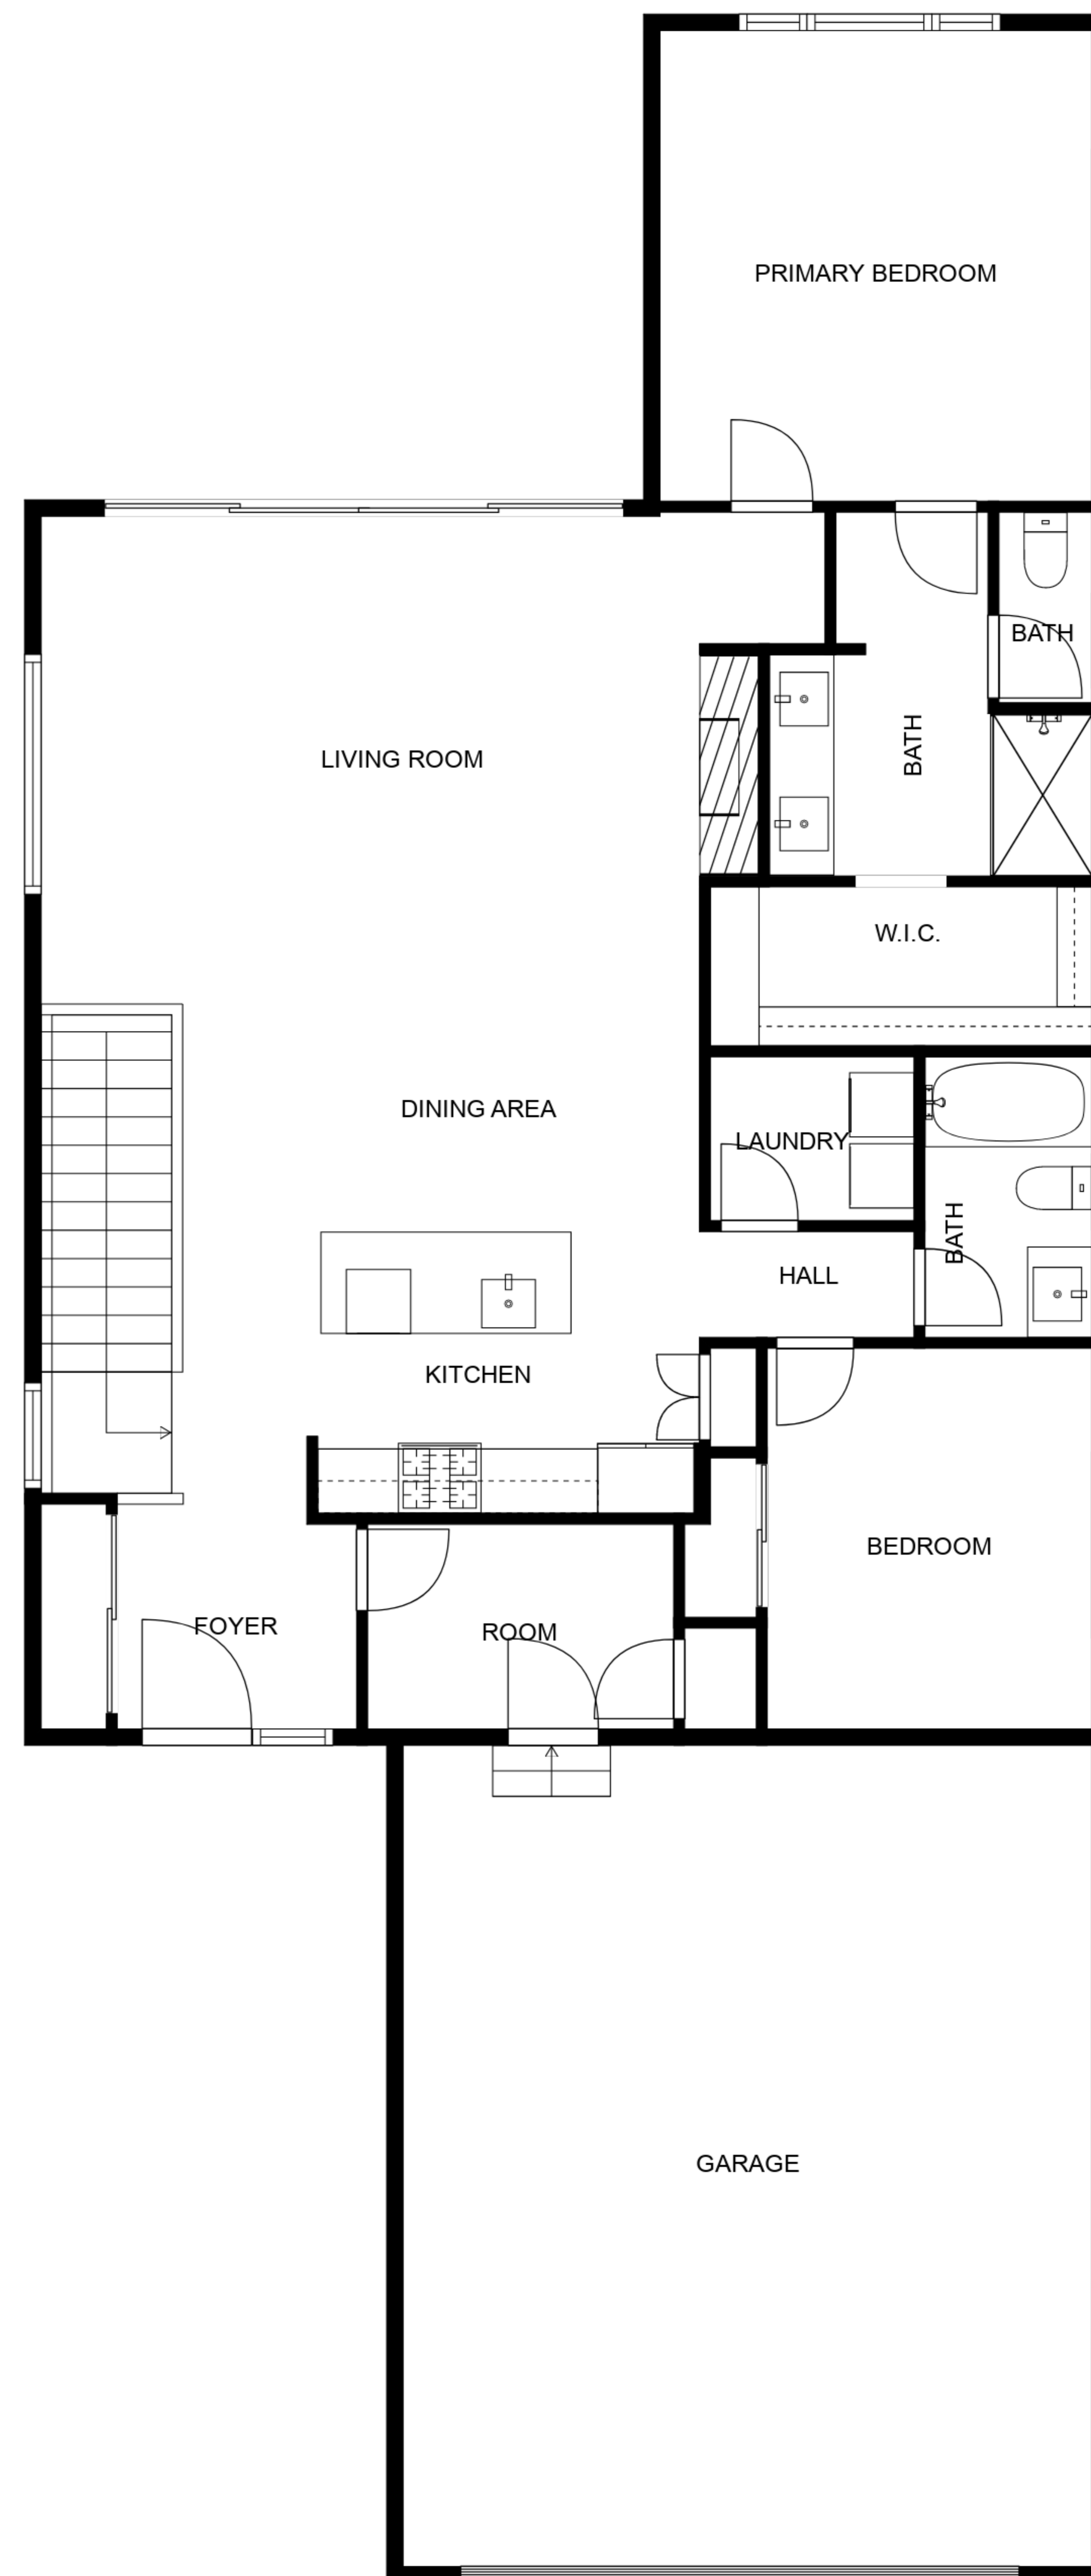 PRIMARY BEDROOM
BATH
BATH
LIVING ROOM
W.I.C.
DINING AREA
LAUNDRY
BATH
HALL
KITCHEN
BEDROOM
FOYER
ROOM
GARAGE